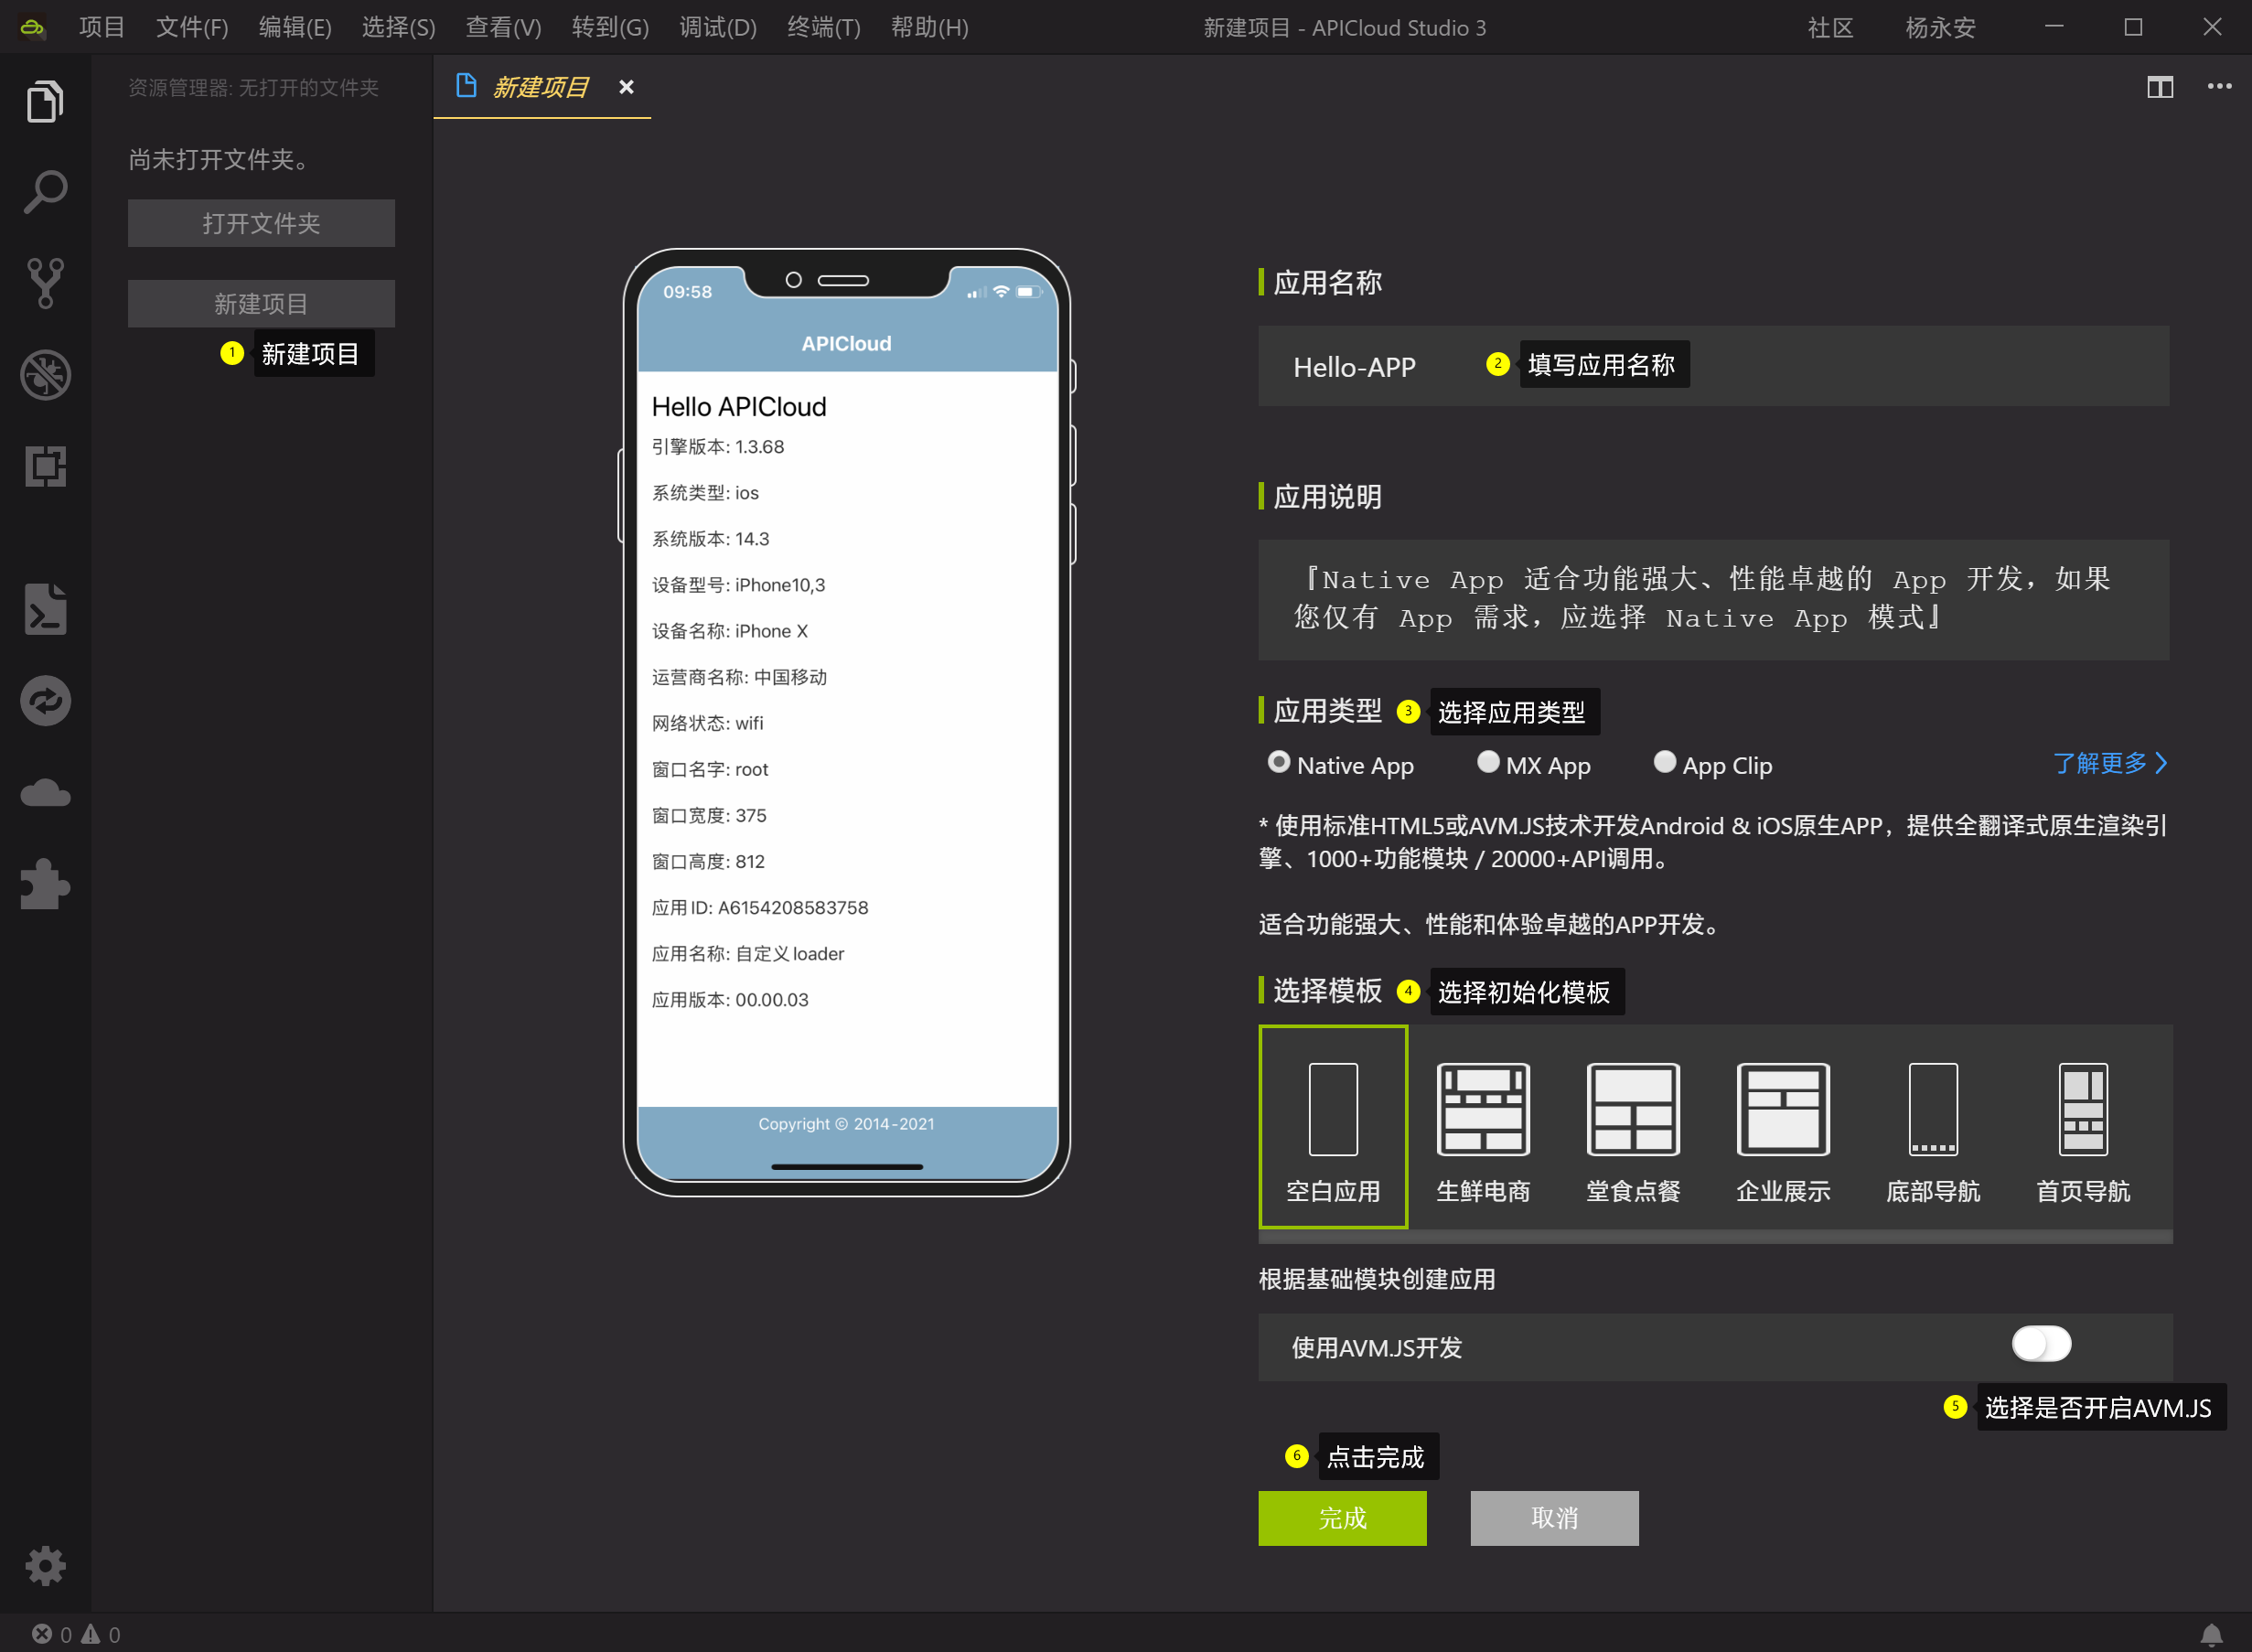 项目 文件(F) 编辑(E) 选择(S) 查看(V) 转到(G) 调试(D) 终端(T) 帮助(H) 新建项目 - APICloud Studio 3 社区 杨永安
资源管理器: 无打开的文件夹
尚未打开文件夹。
打开文件夹
新建项目
1 新建项目
新建项目
09:58
APICloud
Hello APICloud
引擎版本: 1.3.68
系统类型: ios
系统版本: 14.3
设备型号: iPhone10,3
设备名称: iPhone X
运营商名称: 中国移动
网络状态: wifi
窗口名字: root
窗口宽度: 375
窗口高度: 812
应用ID: A6154208583758
应用名称: 自定义loader
应用版本: 00.00.03
Copyright © 2014-2021
应用名称
Hello-APP 2 填写应用名称
应用说明
『Native App 适合功能强大、性能卓越的 App 开发，如果
您仅有 App 需求，应选择 Native App 模式』
应用类型 3 选择应用类型
Native App MX App App Clip 了解更多
* 使用标准HTML5或AVM.JS技术开发Android & iOS原生APP，提供全翻译式原生渲染引
擎、1000+功能模块 / 20000+API调用。
适合功能强大、性能和体验卓越的APP开发。
选择模板 4 选择初始化模板
空白应用 生鲜电商 堂食点餐 企业展示 底部导航 首页导航
根据基础模块创建应用
使用AVM.JS开发
5 选择是否开启AVM.JS
6 点击完成
完成 取消
0 0